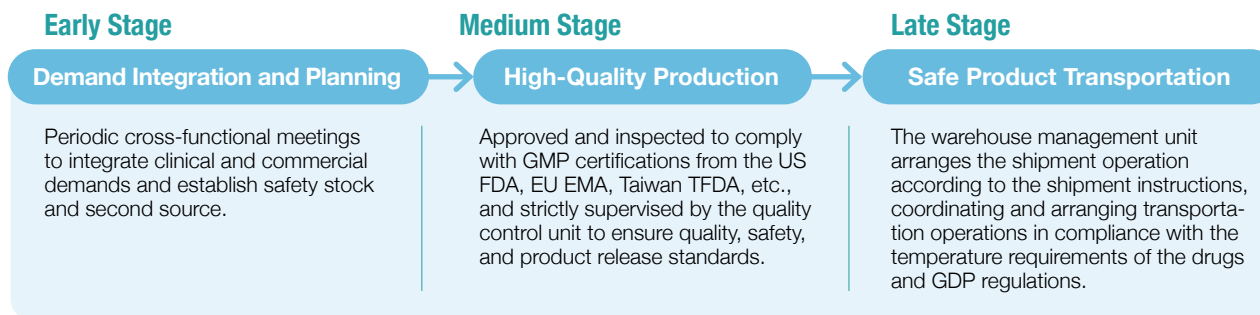 Early Stage
Demand Integration and Planning
Periodic cross-functional meetings
to integrate clinical and commercial
demands and establish safety stock
and second source.
Medium Stage
High-Quality Production
Approved and inspected to comply
with GMP certifications from the US
FDA, EU EMA, Taiwan TFDA, etc.,
and strictly supervised by the quality
control unit to ensure quality, safety,
and product release standards.
Late Stage
Safe Product Transportation
The warehouse management unit
arranges the shipment operation
according to the shipment instructions,
coordinating and arranging transporta-
tion operations in compliance with the
temperature requirements of the drugs
and GDP regulations.